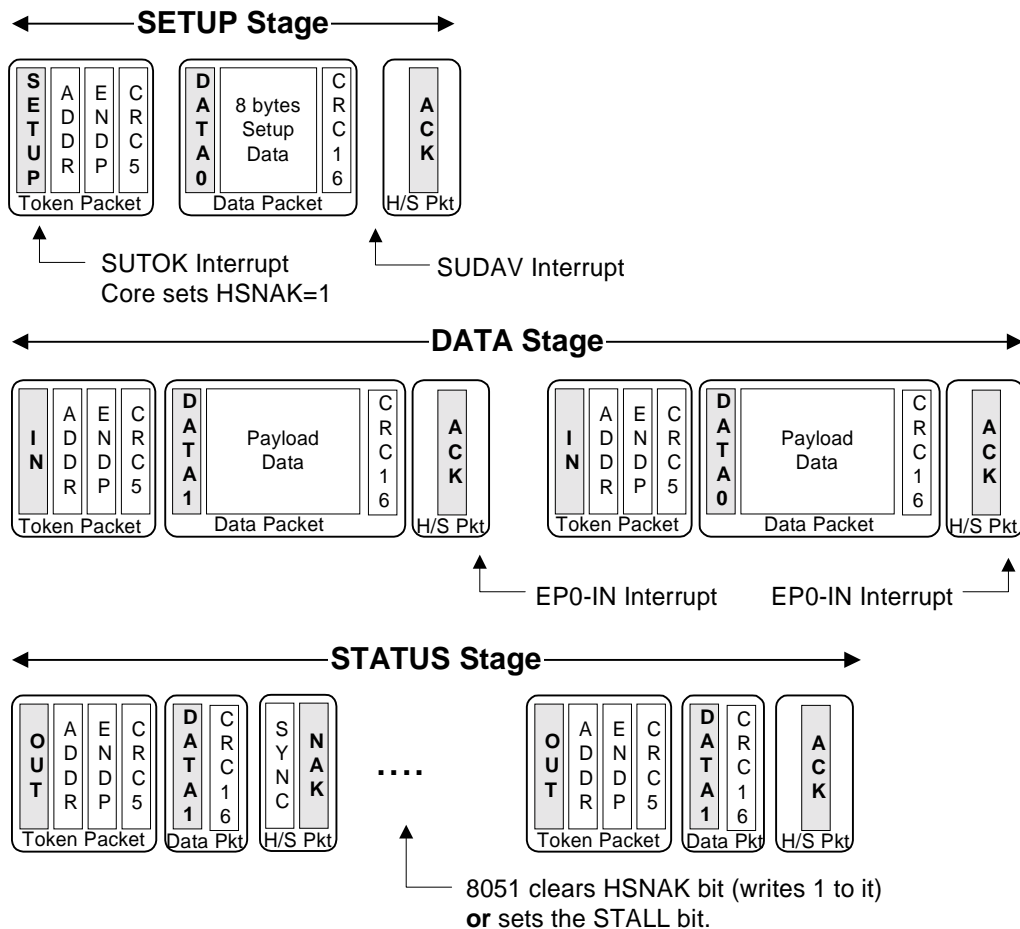 SETUP Stage
SETUP ADDR ENDP CRC5
Token Packet
DATA0 8 bytes Setup Data CRC16
Data Packet
ACK
H/S Pkt
SUTOK Interrupt
Core sets HSNAK=1
SUDAV Interrupt
DATA Stage
IN ADDR ENDP CRC5
Token Packet
DATA1 Payload Data CRC16
Data Packet
ACK
H/S Pkt
IN ADDR ENDP CRC5
Token Packet
DATA0 Payload Data CRC16
Data Packet
ACK
H/S Pkt
EP0-IN Interrupt
EP0-IN Interrupt
STATUS Stage
OUT ADDR ENDP CRC5
Token Packet
DATA1 CRC16
Data Pkt
SYNC NAK
H/S Pkt
....
OUT ADDR ENDP CRC5
Token Packet
DATA1 CRC16
Data Pkt
ACK
H/S Pkt
8051 clears HSNAK bit (writes 1 to it)
or sets the STALL bit.